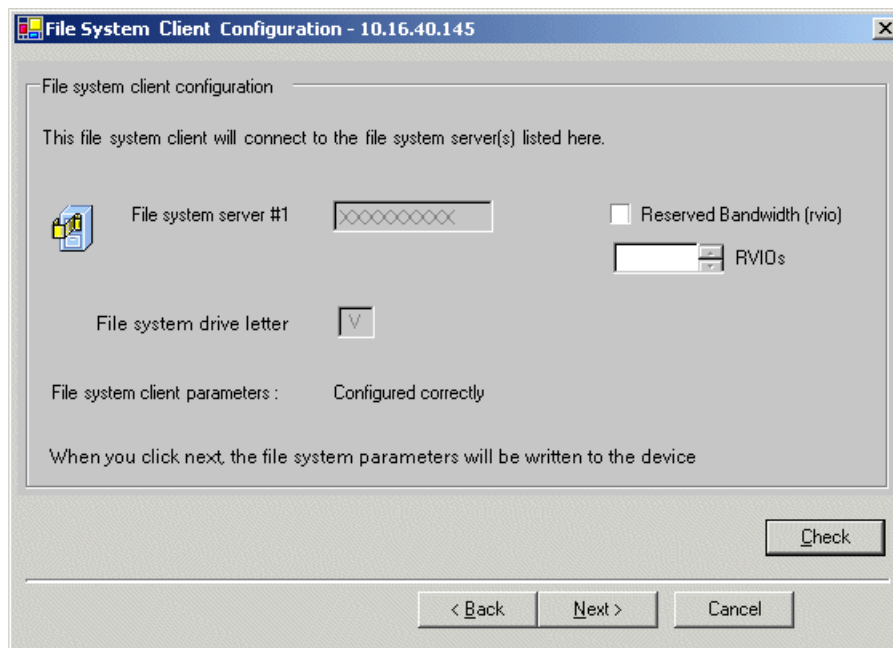 File System Client Configuration - 10.16.40.145
File system client configuration
This file system client will connect to the file system server(s) listed here.
File system server #1
XXXXXXXXXX
Reserved Bandwidth (rvio)
RVIOs
File system drive letter
V
File system client parameters :
Configured correctly
When you click next, the file system parameters will be written to the device
Check
< Back
Next >
Cancel